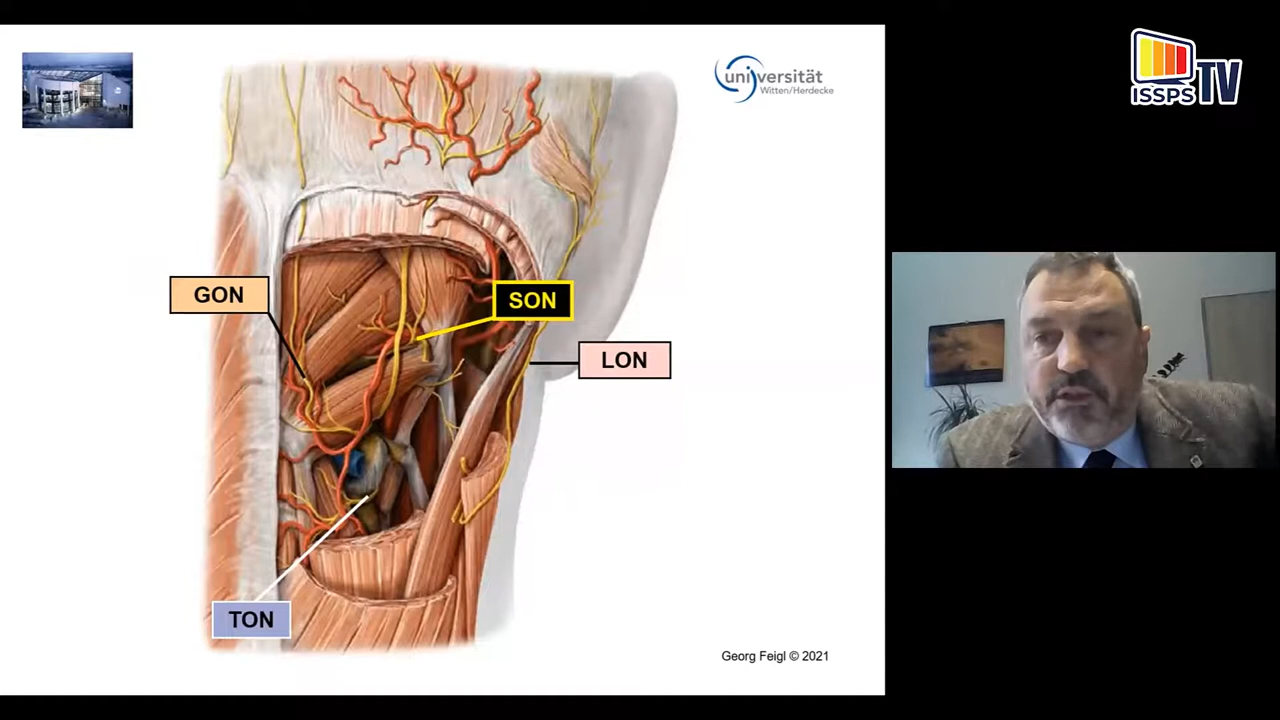 universität
Witten/Herdecke
ISSPS TV
GON
SON
LON
TON
Georg Feigl © 2021